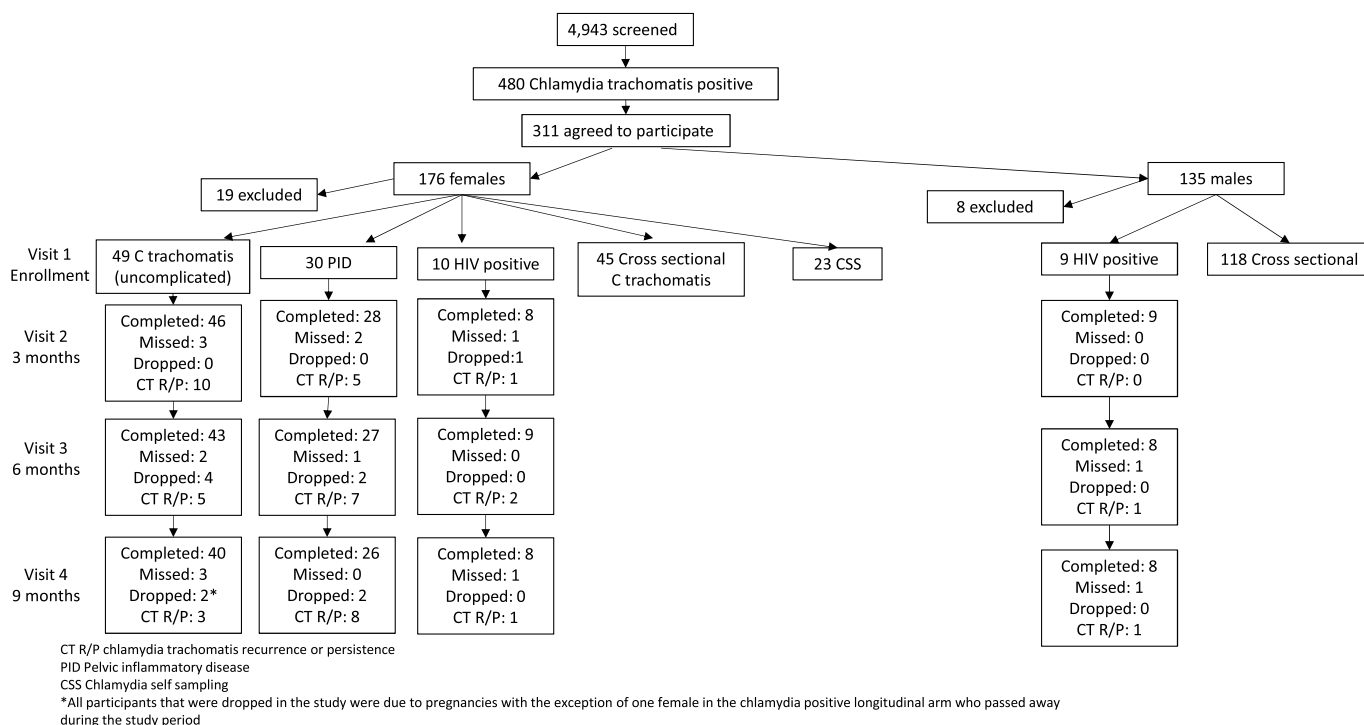 4,943 screened
480 Chlamydia trachomatis positive
311 agreed to participate
176 females
135 males
19 excluded
8 excluded
Visit 1
Enrollment
49 C trachomatis
(uncomplicated)
30 PID
10 HIV positive
45 Cross sectional
C trachomatis
23 CSS
9 HIV positive
118 Cross sectional
Visit 2
3 months
Completed: 46
Missed: 3
Dropped: 0
CT R/P: 10
Completed: 28
Missed: 2
Dropped: 0
CT R/P: 5
Completed: 8
Missed: 1
Dropped:1
CT R/P: 1
Completed: 9
Missed: 0
Dropped: 0
CT R/P: 0
Visit 3
6 months
Completed: 43
Missed: 2
Dropped: 4
CT R/P: 5
Completed: 27
Missed: 1
Dropped: 2
CT R/P: 7
Completed: 9
Missed: 0
Dropped: 0
CT R/P: 2
Completed: 8
Missed: 1
Dropped: 0
CT R/P: 1
Visit 4
9 months
Completed: 40
Missed: 3
Dropped: 2*
CT R/P: 3
Completed: 26
Missed: 0
Dropped: 2
CT R/P: 8
Completed: 8
Missed: 1
Dropped: 0
CT R/P: 1
Completed: 8
Missed: 1
Dropped: 0
CT R/P: 1
CT R/P chlamydia trachomatis recurrence or persistence
PID Pelvic inflammatory disease
CSS Chlamydia self sampling
*All participants that were dropped in the study were due to pregnancies with the exception of one female in the chlamydia positive longitudinal arm who passed away
during the study period